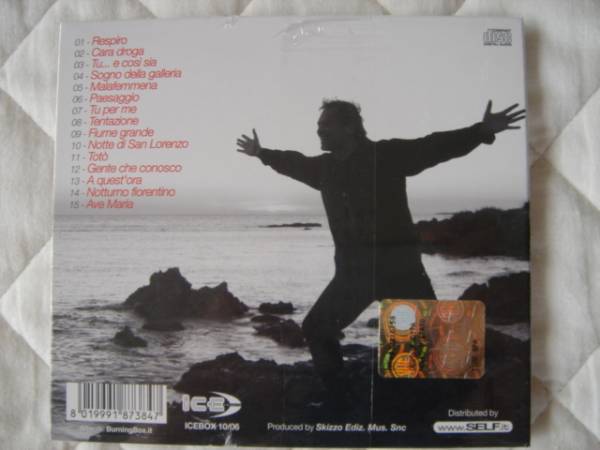 01 - Respiro
02 - Cara droga
03 - Tu... e così sia
04 - Sogno della galleria
05 - Malafemmena
06 - Paesaggio
07 - Tu per me
08 - Tentazione
09 - Fiume grande
10 - Notte di San Lorenzo
11 - Totò
12 - Gente che conosco
13 - A quest'ora
14 - Notturno fiorentino
15 - Ave Maria
8 019991 873847
BurningBox.it
ICE
ICEBOX 10/06
Produced by Skizzo Ediz. Mus. Snc
Distributed by
www.SELF.it